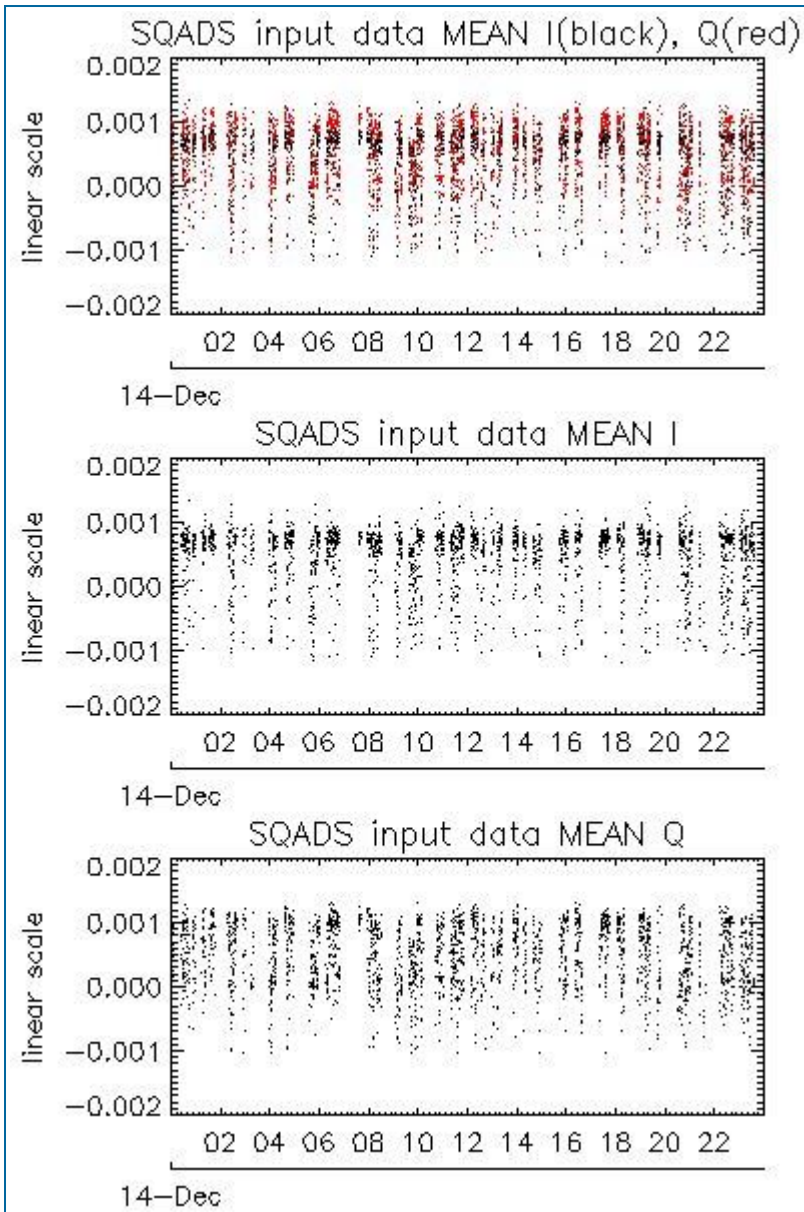 SQADS input data MEAN I(black), Q(red)
0.002
0.001
0.000
-0.001
-0.002
linear scale
02 04 06 08 10 12 14 16 18 20 22
14-Dec
SQADS input data MEAN I
0.002
0.001
0.000
-0.001
-0.002
linear scale
02 04 06 08 10 12 14 16 18 20 22
14-Dec
SQADS input data MEAN Q
0.002
0.001
0.000
-0.001
-0.002
linear scale
02 04 06 08 10 12 14 16 18 20 22
14-Dec